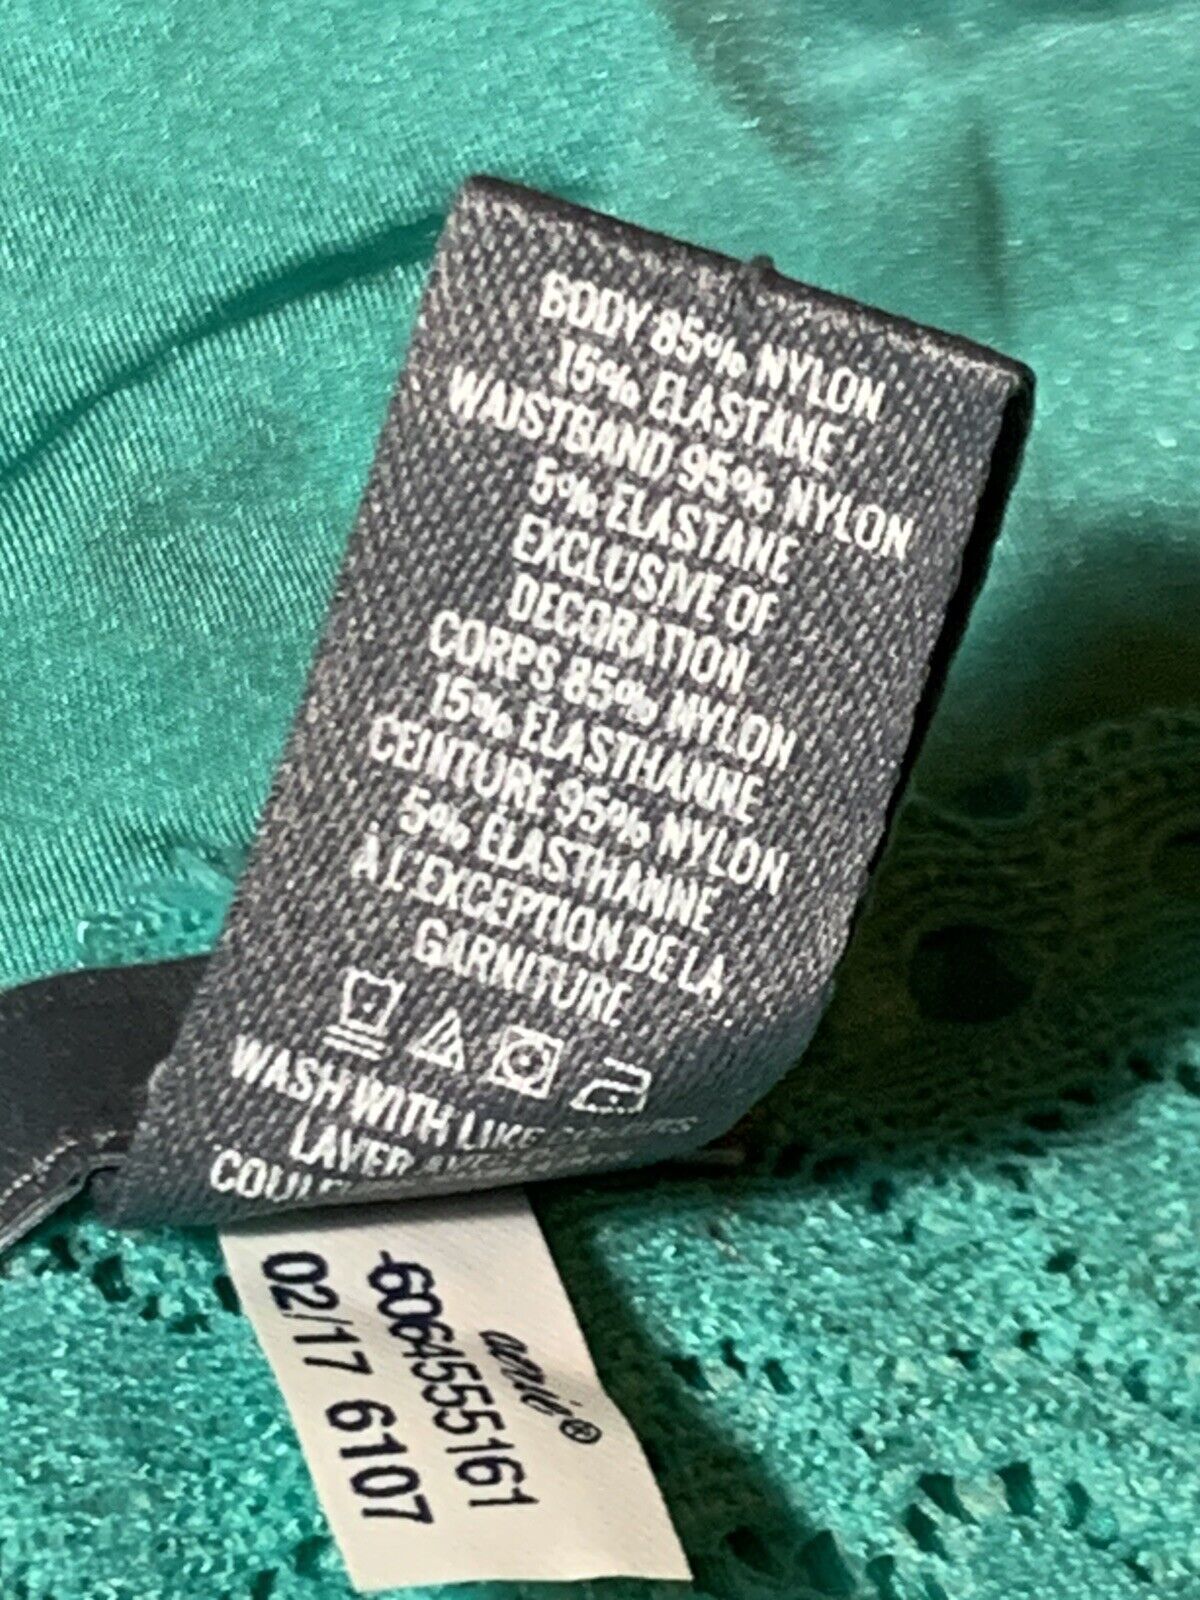 BODY 85% NYLON
15% ELASTANE
WAISTBAND 95% NYLON
5% ELASTANE
EXCLUSIVE OF
DECORATION
CORPS 85% NYLON
15% ELASTHANNE
CEINTURE 95% NYLON
5% ELASTHANNE
À L'EXCEPTION DE LA
GARNITURE
WASH WITH LIKE COLORS
LAVER
aerie®
-6064555161
02/17 6107